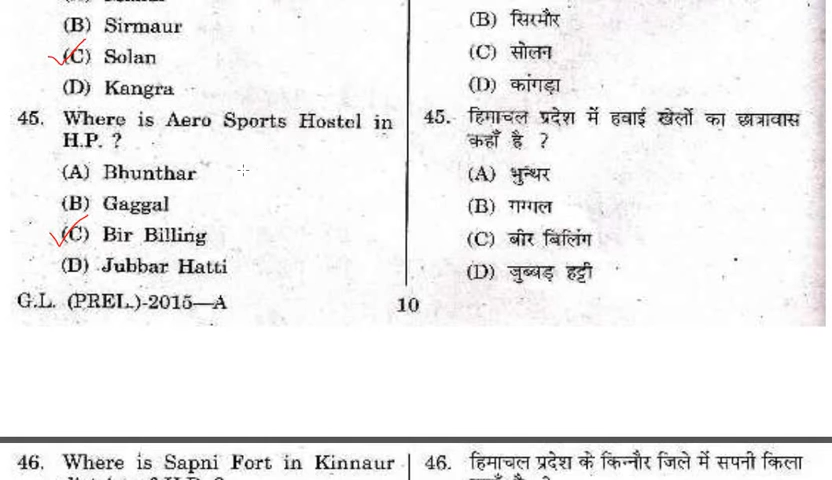 (B) Sirmaur
(C) Solan
(D) Kangra
45. Where is Aero Sports Hostel in
H.P. ?
(A) Bhunthar
(B) Gaggal
(C) Bir Billing
(D) Jubbar Hatti
G.L. (PREL.)-2015—A
(B) सिरमौर
(C) सोलन
(D) कांगड़ा
45. हिमाचल प्रदेश में हवाई खेलों का छात्रावास
कहाँ है ?
(A) भुन्थर
(B) गग्गल
(C) बीर बिलिंग
(D) जुब्बड़ हट्टी
10
46. Where is Sapni Fort in Kinnaur
46. हिमाचल प्रदेश के किन्नौर जिले में सपनी किला